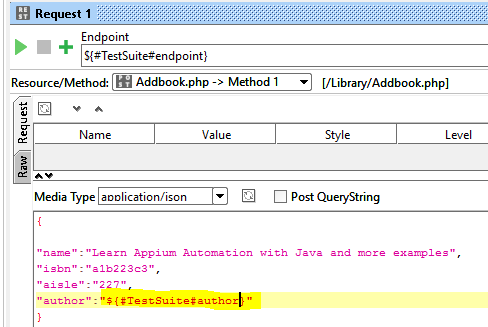 REST Request 1
Endpoint
${#TestSuite#endpoint}
Resource/Method: POST Addbook.php -> Method 1 [/Library/Addbook.php]
Request
Raw
Name Value Style Level
Media Type application/json Post QueryString
{
"name":"Learn Appium Automation with Java and more examples",
"isbn":"a1b223c3",
"aisle":"227",
"author":"${#TestSuite#author}"
}